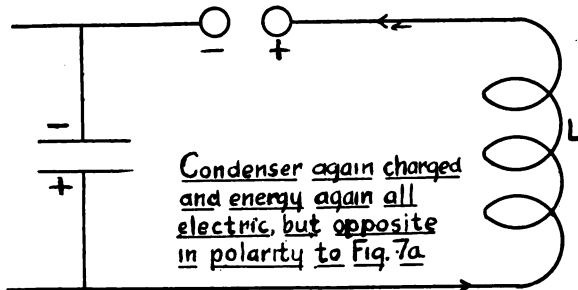 - +
-
+
L
Condenser again charged
and energy again all
electric, but opposite
in polarity to Fig. 7a